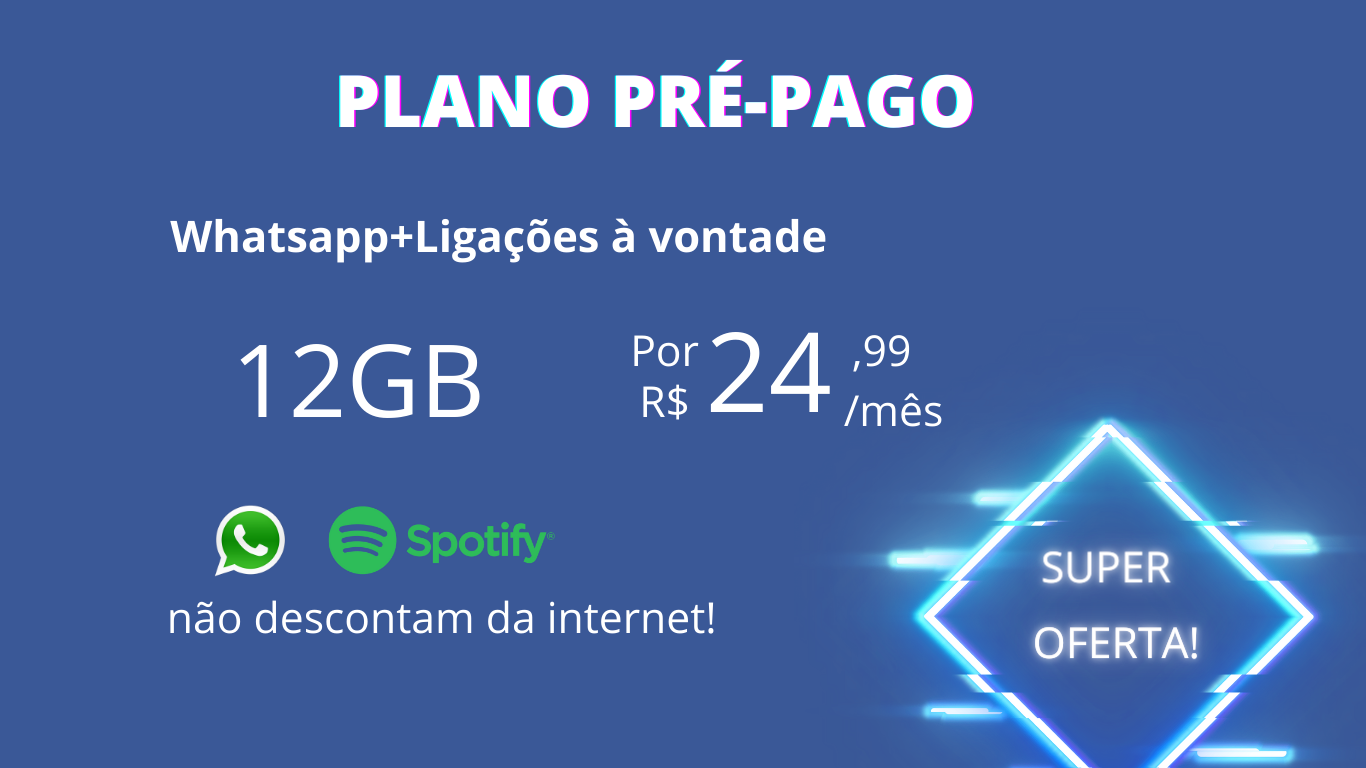 PLANO PRÉ-PAGO
Whatsapp+Ligações à vontade
12GB
Por R$ 24,99 /mês
Spotify®
não descontam da internet!
SUPER
OFERTA!